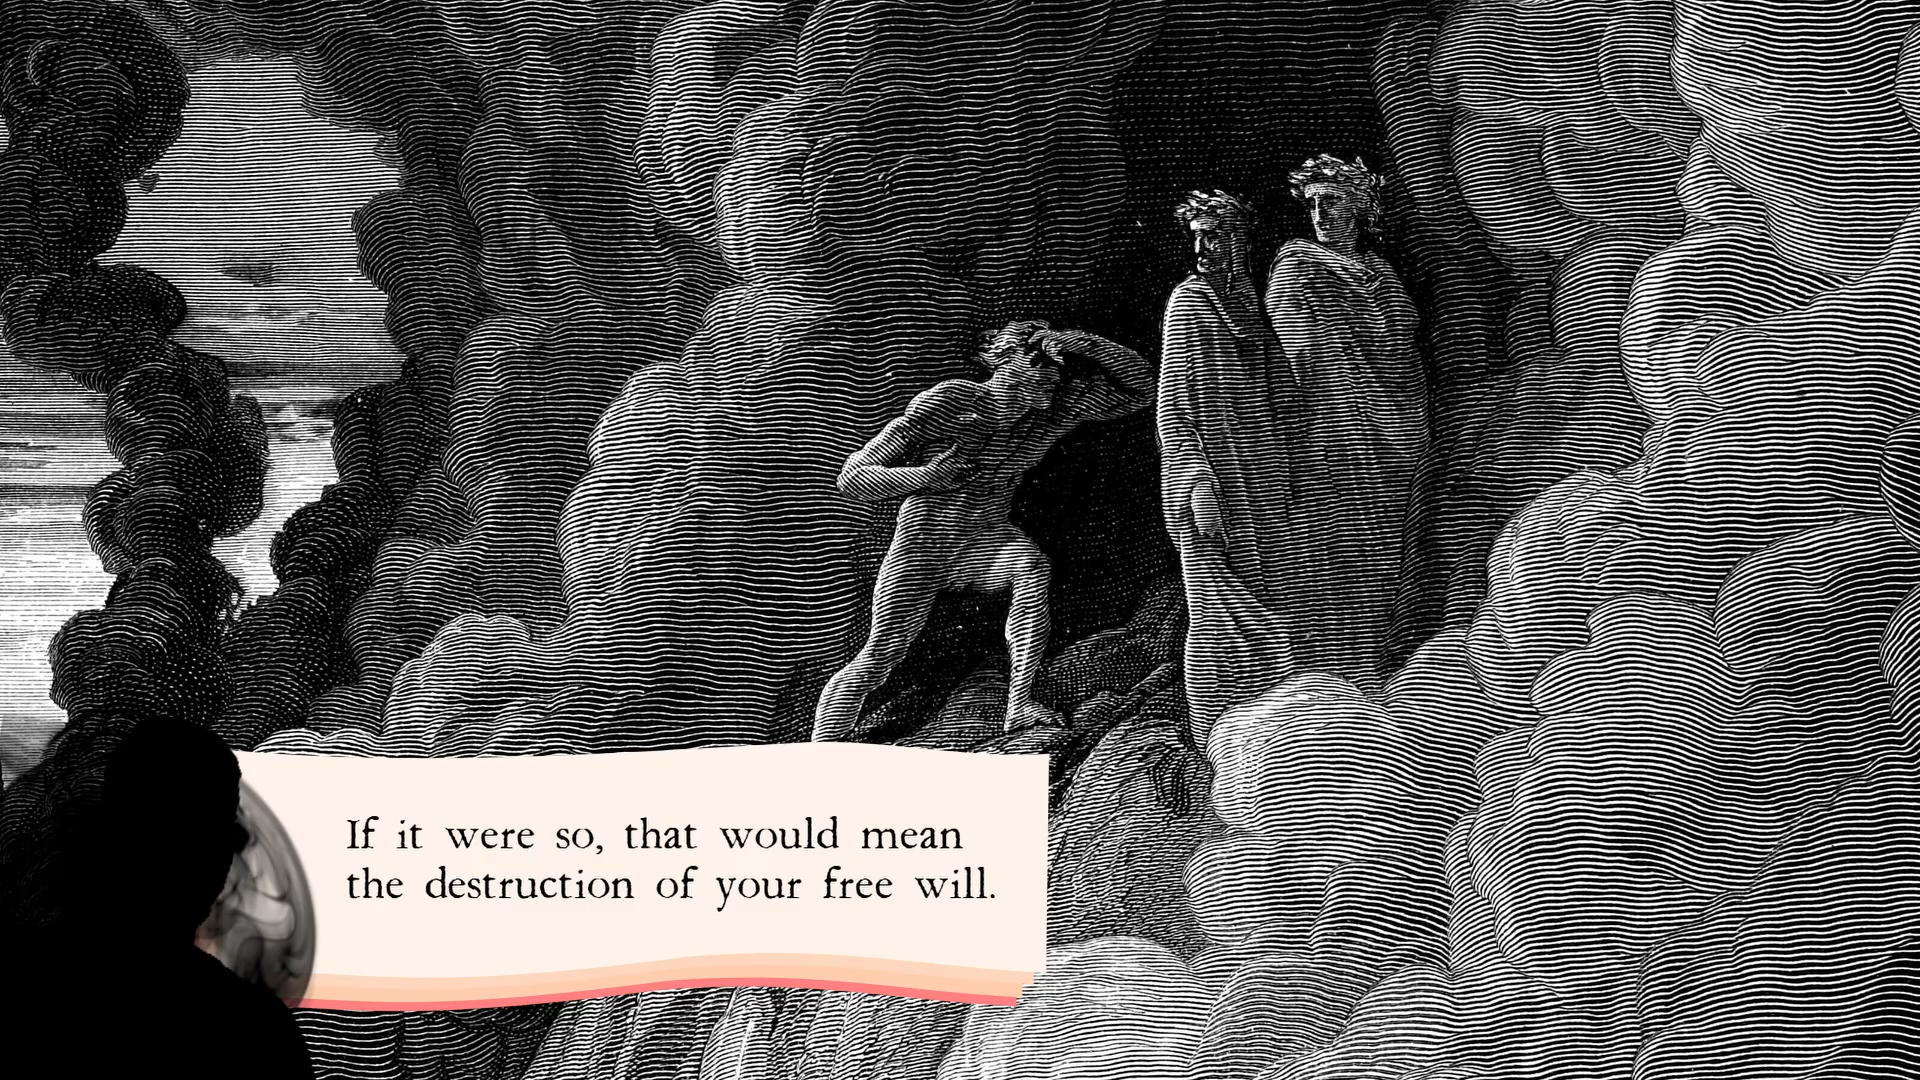 If it were so, that would mean
the destruction of your free will.